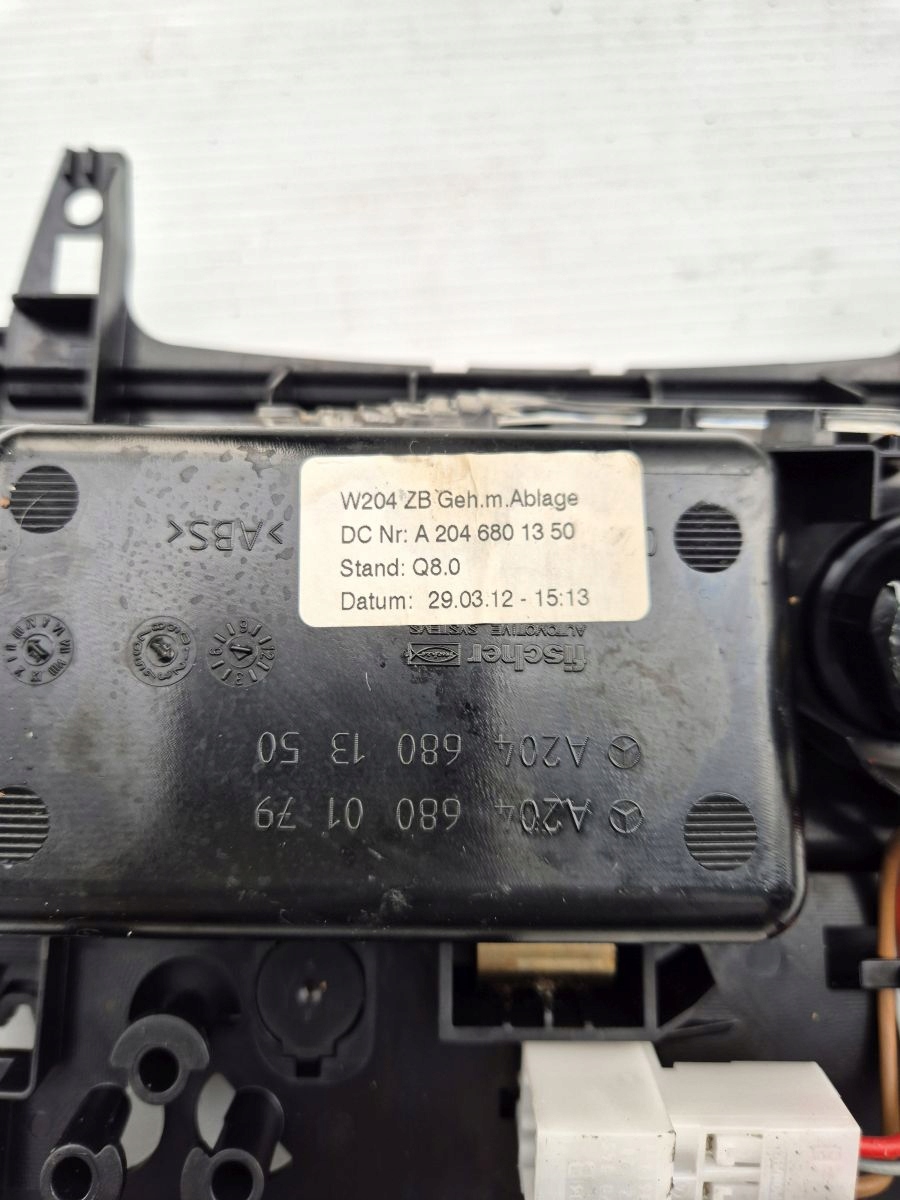 W204 ZB Geh.m.Ablage
DC Nr: A 204 680 13 50
Stand: Q8.0
Datum: 29.03.12 - 15:13
>ABS<
fischer
AUTOMOTIVE SYSTEMS
A204 680 13 50
A204 680 01 79